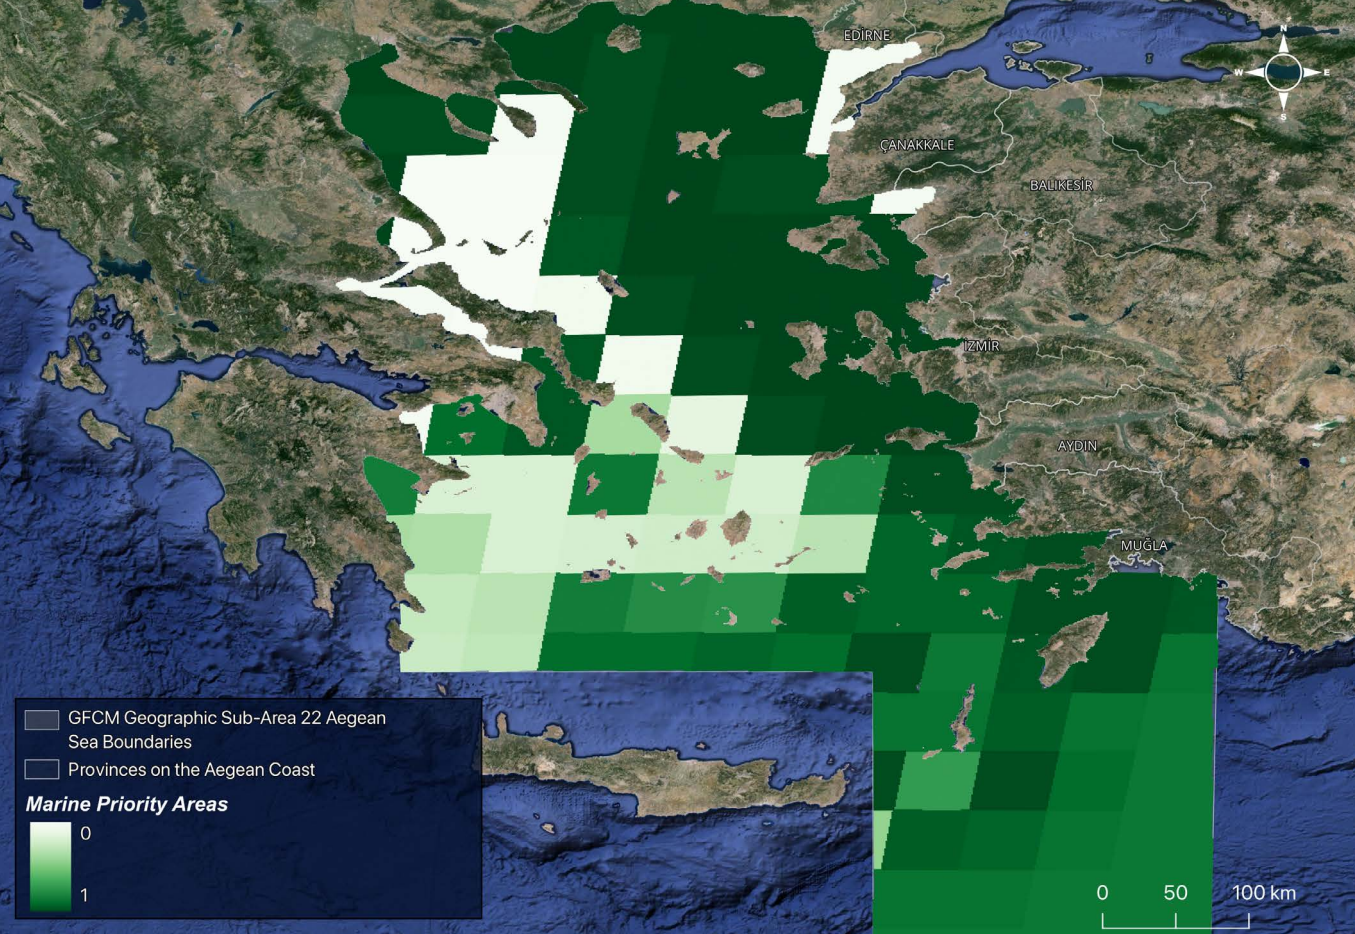 EDİRNE
N
W
E
S
ÇANAKKALE
BALIKESİR
İZMİR
AYDIN
MUĞLA
GFCM Geographic Sub-Area 22 Aegean
Sea Boundaries
Provinces on the Aegean Coast
Marine Priority Areas
0
1
0 50 100 km